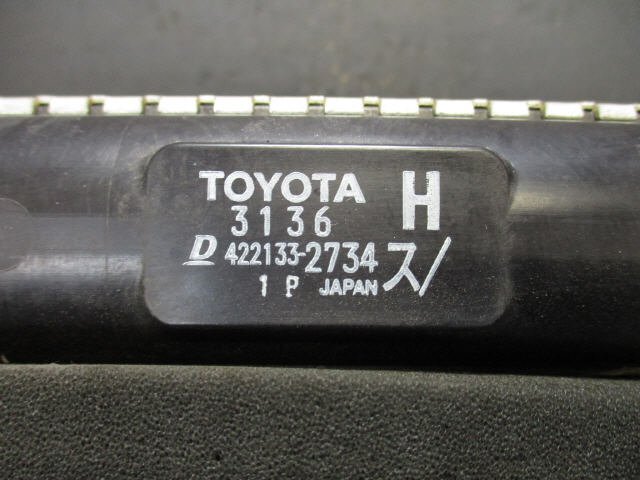 TOYOTA H
3136
D 422133-2734
1 P JAPAN ス/